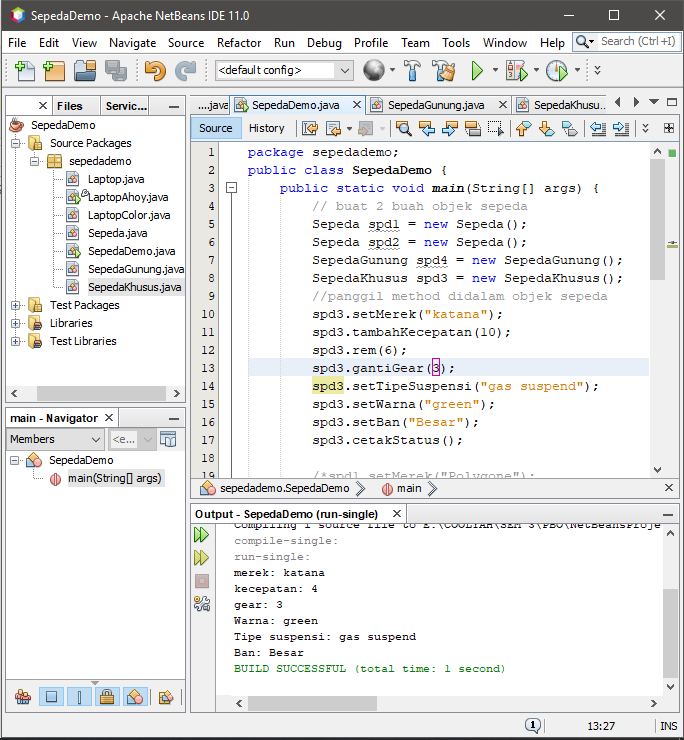 SepedaDemo - Apache NetBeans IDE 11.0
File Edit View Navigate Source Refactor Run Debug Profile Team Tools Window Help Search (Ctrl+I)
<default config>
Files Servic...
SepedaDemo
Source Packages
sepedademo
Laptop.java
LaptopAhoy.java
LaptopColor.java
Sepeda.java
SepedaDemo.java
SepedaGunung.java
SepedaKhusus.java
Test Packages
Libraries
Test Libraries
main - Navigator
Members <e...
SepedaDemo
main(String[] args)
....java SepedaDemo.java SepedaGunung.java SepedaKhusu...
Source History
1 package sepedademo;
2 public class SepedaDemo {
3 public static void main(String[] args) {
4 // buat 2 buah objek sepeda
5 Sepeda spd1 = new Sepeda();
6 Sepeda spd2 = new Sepeda();
7 SepedaGunung spd4 = new SepedaGunung();
8 SepedaKhusus spd3 = new SepedaKhusus();
9 //panggil method didalam objek sepeda
10 spd3.setMerek("katana");
11 spd3.tambahKecepatan(10);
12 spd3.rem(6);
13 spd3.gantiGear(3);
14 spd3.setTipeSuspensi("gas suspend");
15 spd3.setWarna("green");
16 spd3.setBan("Besar");
17 spd3.cetakStatus();
18
19 /*spd1.setMerek("Polygone");
sepedademo.SepedaDemo main
Output - SepedaDemo (run-single)
Compiling 1 source file to E:\COOLYAH\SEM 3\PBO\NetBeansProje
compile-single:
run-single:
merek: katana
kecepatan: 4
gear: 3
Warna: green
Tipe suspensi: gas suspend
Ban: Besar
BUILD SUCCESSFUL (total time: 1 second)
1 13:27 INS